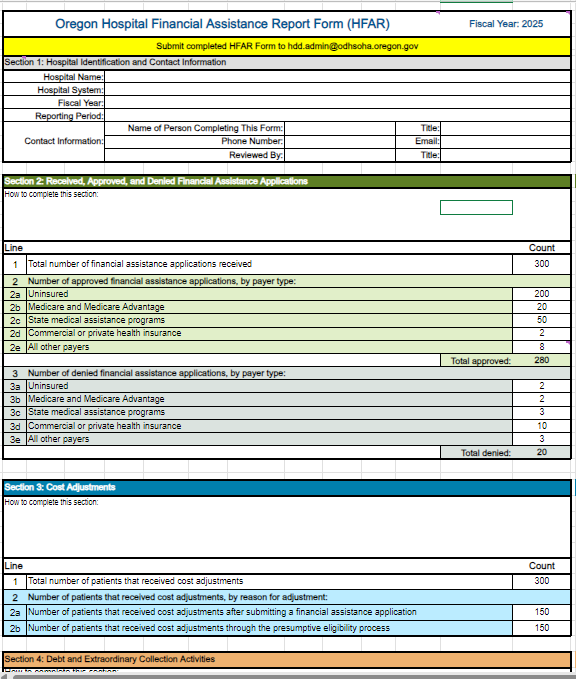 Oregon Hospital Financial Assistance Report Form (HFAR) Fiscal Year: 2025
Submit completed HFAR Form to hdd.admin@odhsoha.oregon.gov
Section 1: Hospital Identification and Contact Information
Hospital Name:
Hospital System:
Fiscal Year:
Reporting Period:
Contact Information: Name of Person Completing This Form: Title:
Phone Number: Email:
Reviewed By: Title:
Section 2: Received, Approved, and Denied Financial Assistance Applications
How to complete this section:
Line Count
1 Total number of financial assistance applications received 300
2 Number of approved financial assistance applications, by payer type:
2a Uninsured 200
2b Medicare and Medicare Advantage 20
2c State medical assistance programs 50
2d Commercial or private health insurance 2
2e All other payers 8
Total approved: 280
3 Number of denied financial assistance applications, by payer type:
3a Uninsured 2
3b Medicare and Medicare Advantage 2
3c State medical assistance programs 3
3d Commercial or private health insurance 10
3e All other payers 3
Total denied: 20
Section 3: Cost Adjustments
How to complete this section:
Line Count
1 Total number of patients that received cost adjustments 300
2 Number of patients that received cost adjustments, by reason for adjustment:
2a Number of patients that received cost adjustments after submitting a financial assistance application 150
2b Number of patients that received cost adjustments through the presumptive eligibility process 150
Section 4: Debt and Extraordinary Collection Activities